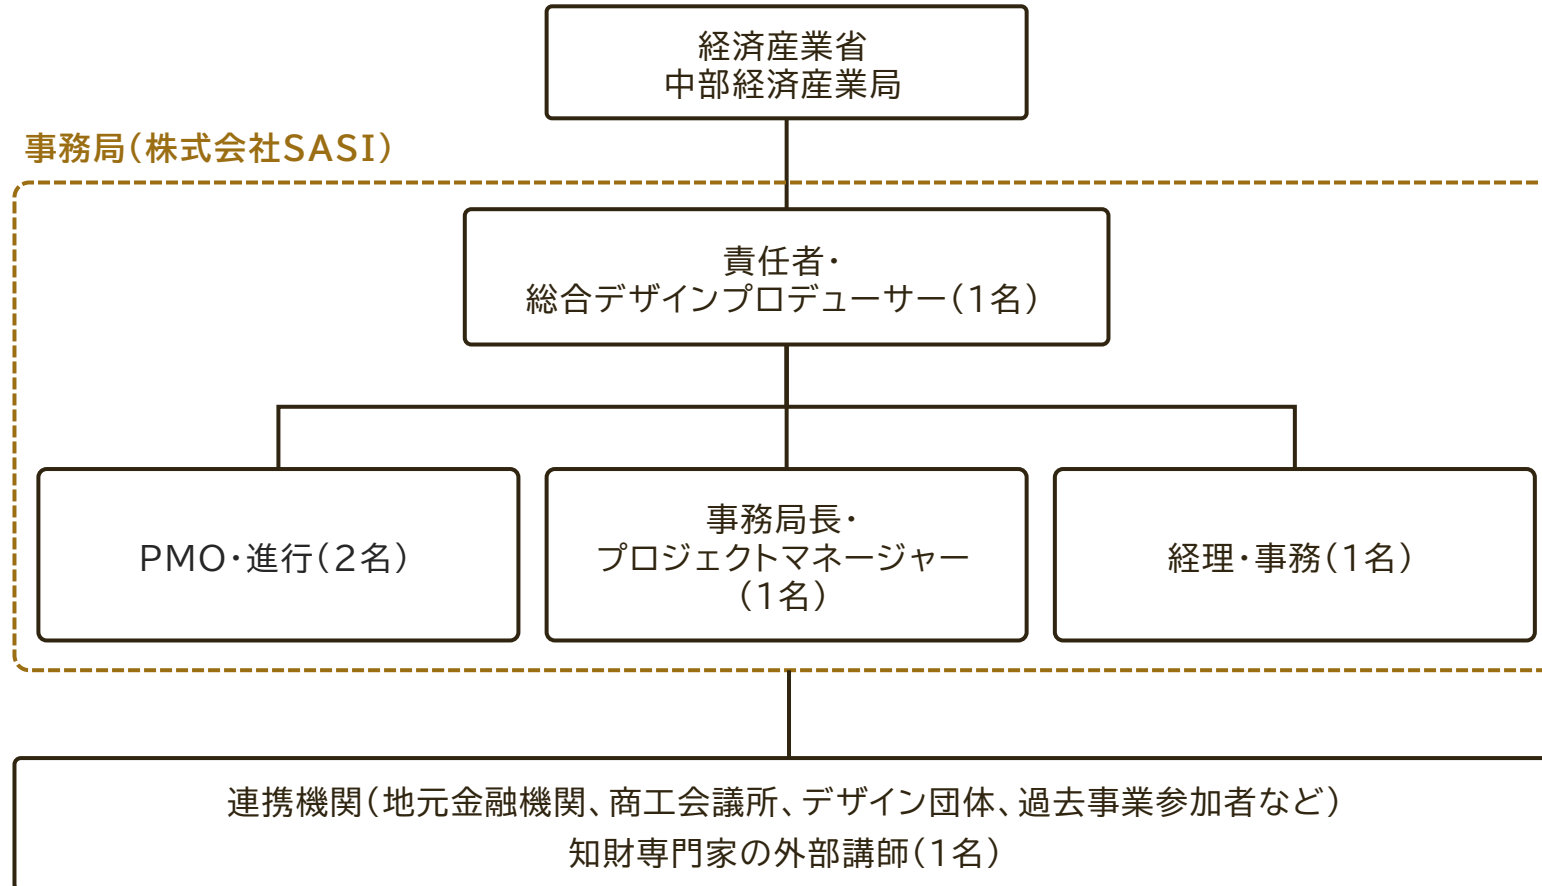 経済産業省
中部経済産業局
事務局(株式会社SASI)
責任者・
総合デザインプロデューサー(1名)
PMO・進行(2名)
事務局長・
プロジェクトマネージャー
(1名)
経理・事務(1名)
連携機関(地元金融機関、商工会議所、デザイン団体、過去事業参加者など)
知財専門家の外部講師(1名)